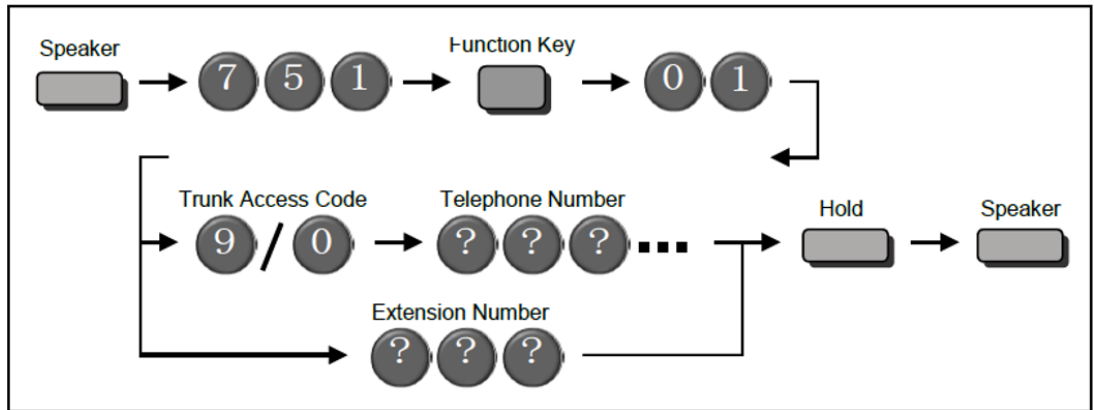 Speaker
Function Key
7 5 1
0 1
Trunk Access Code
Telephone Number
9 / 0
? ? ? ...
Hold
Speaker
Extension Number
? ? ?